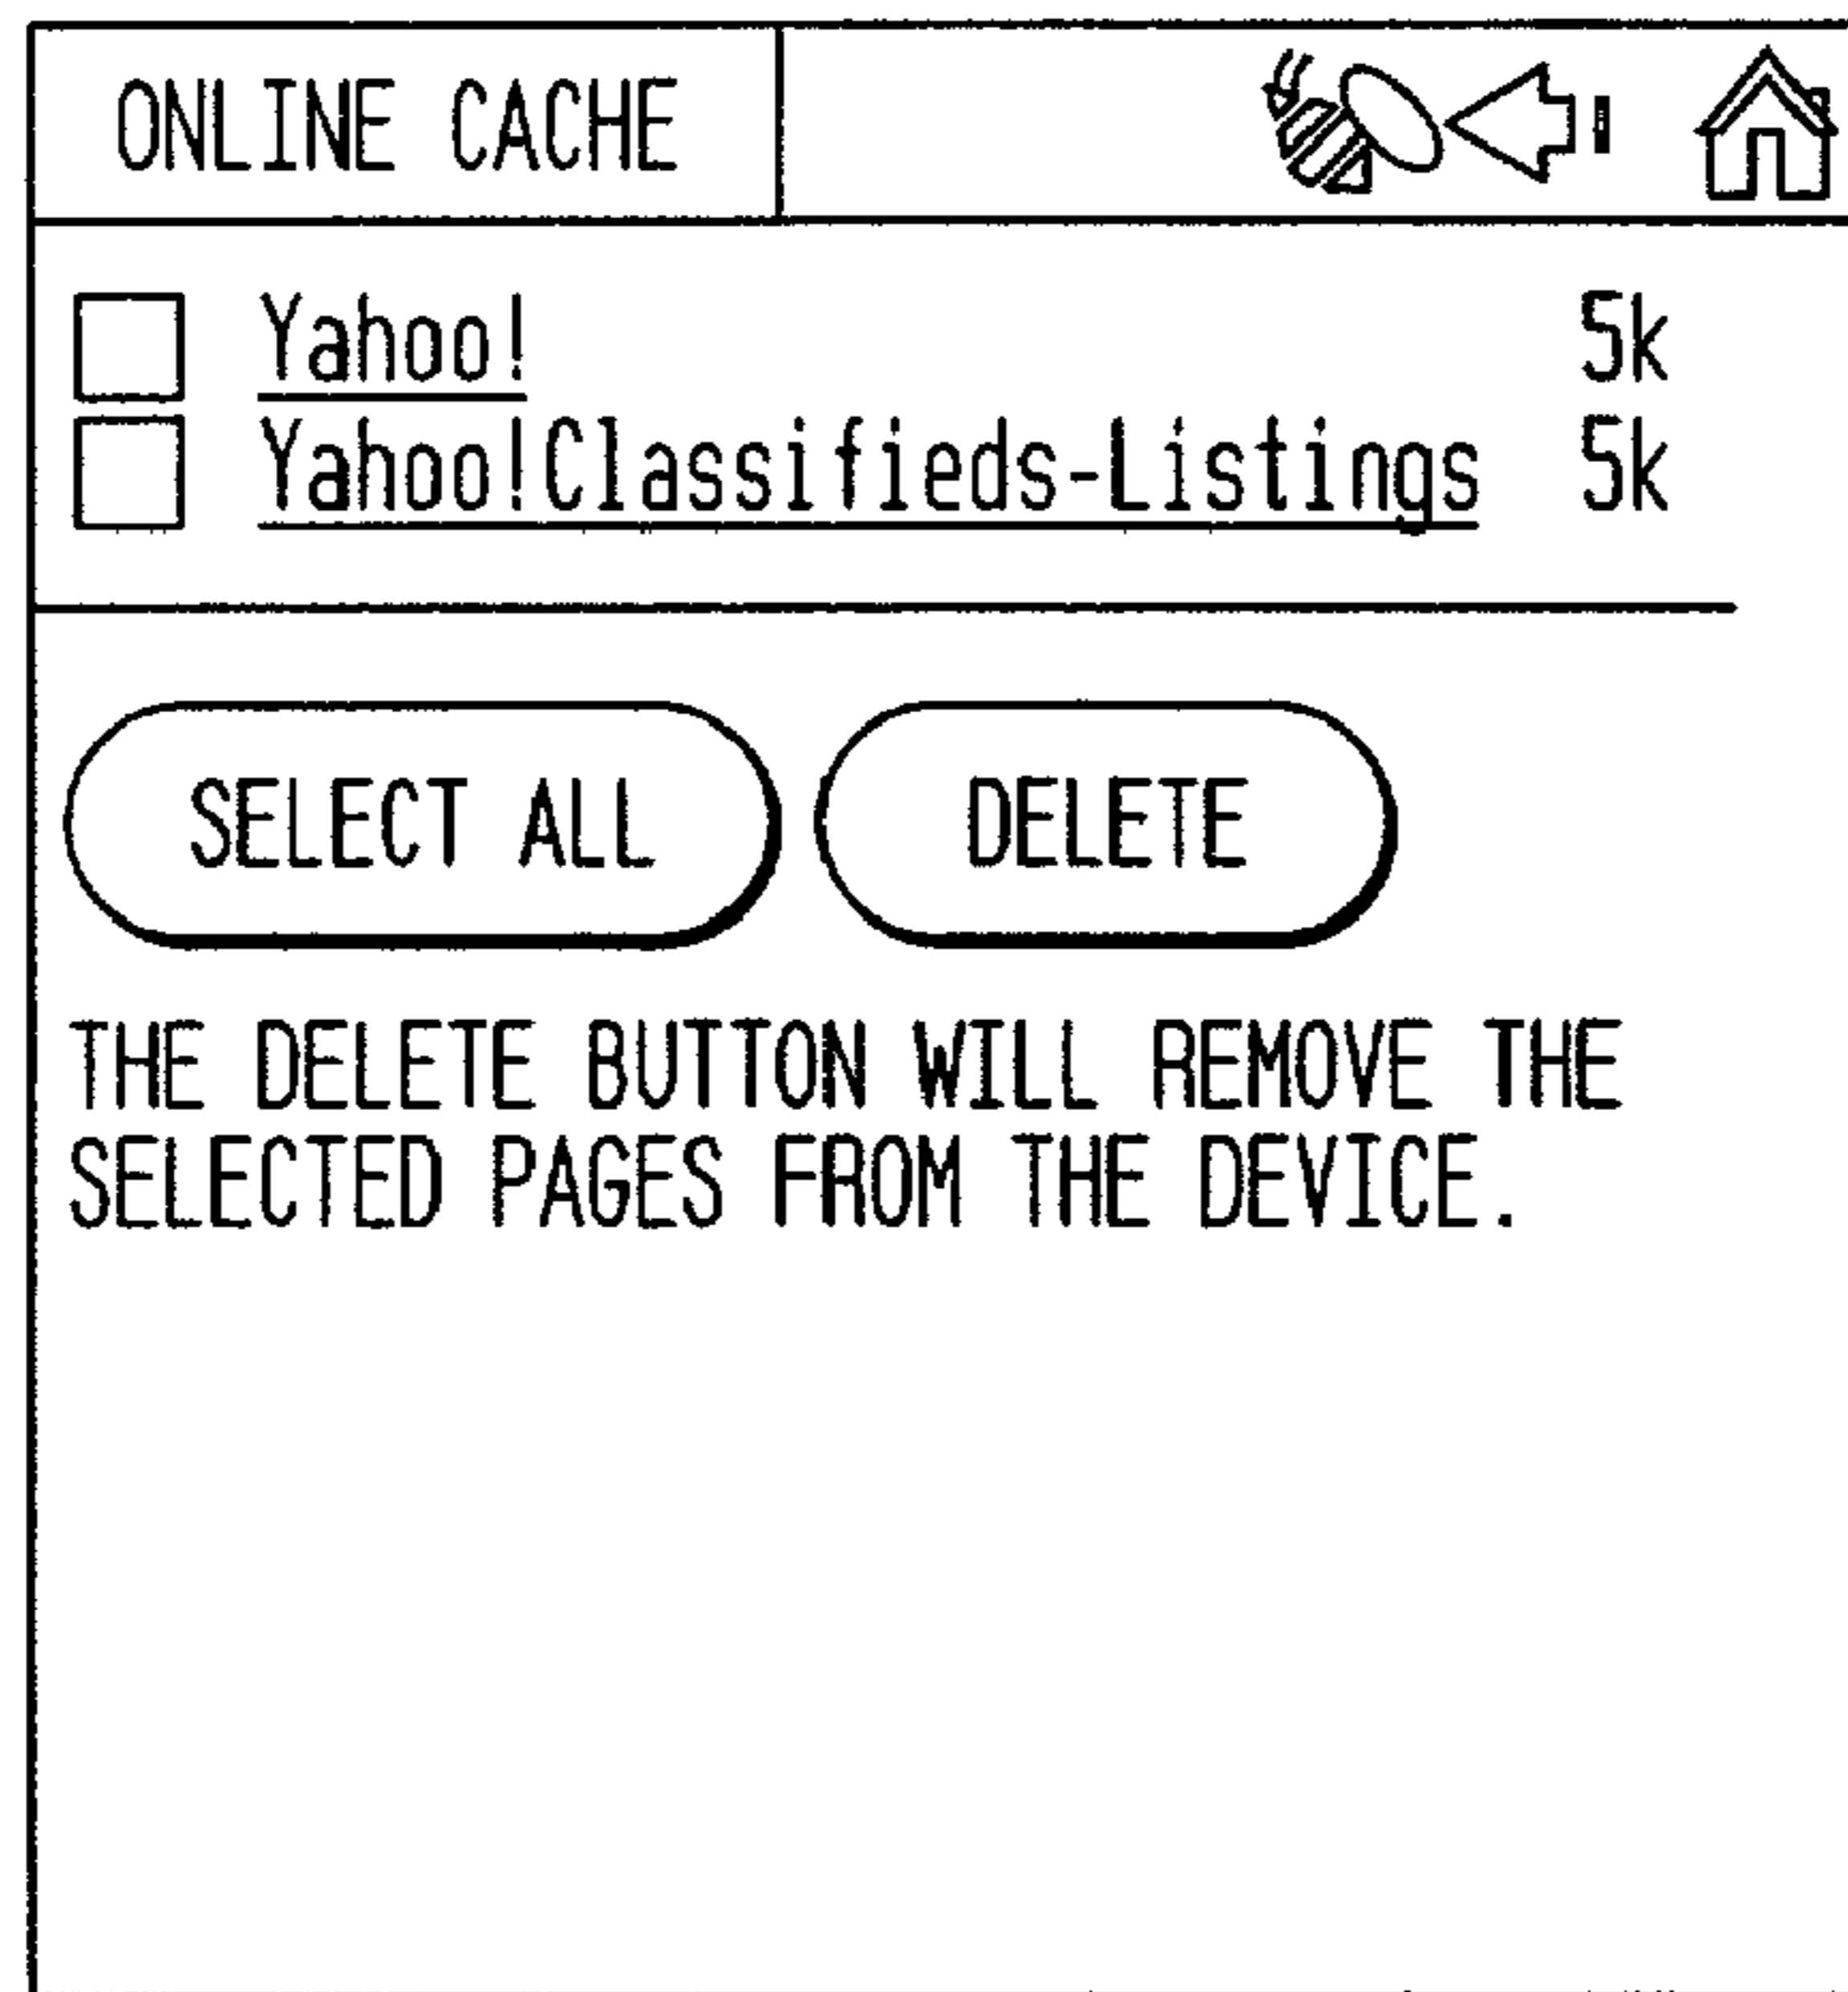 ONLINE CACHE
Yahoo! 5k
Yahoo!Classifieds-Listings 5k
SELECT ALL DELETE
THE DELETE BUTTON WILL REMOVE THE
SELECTED PAGES FROM THE DEVICE.